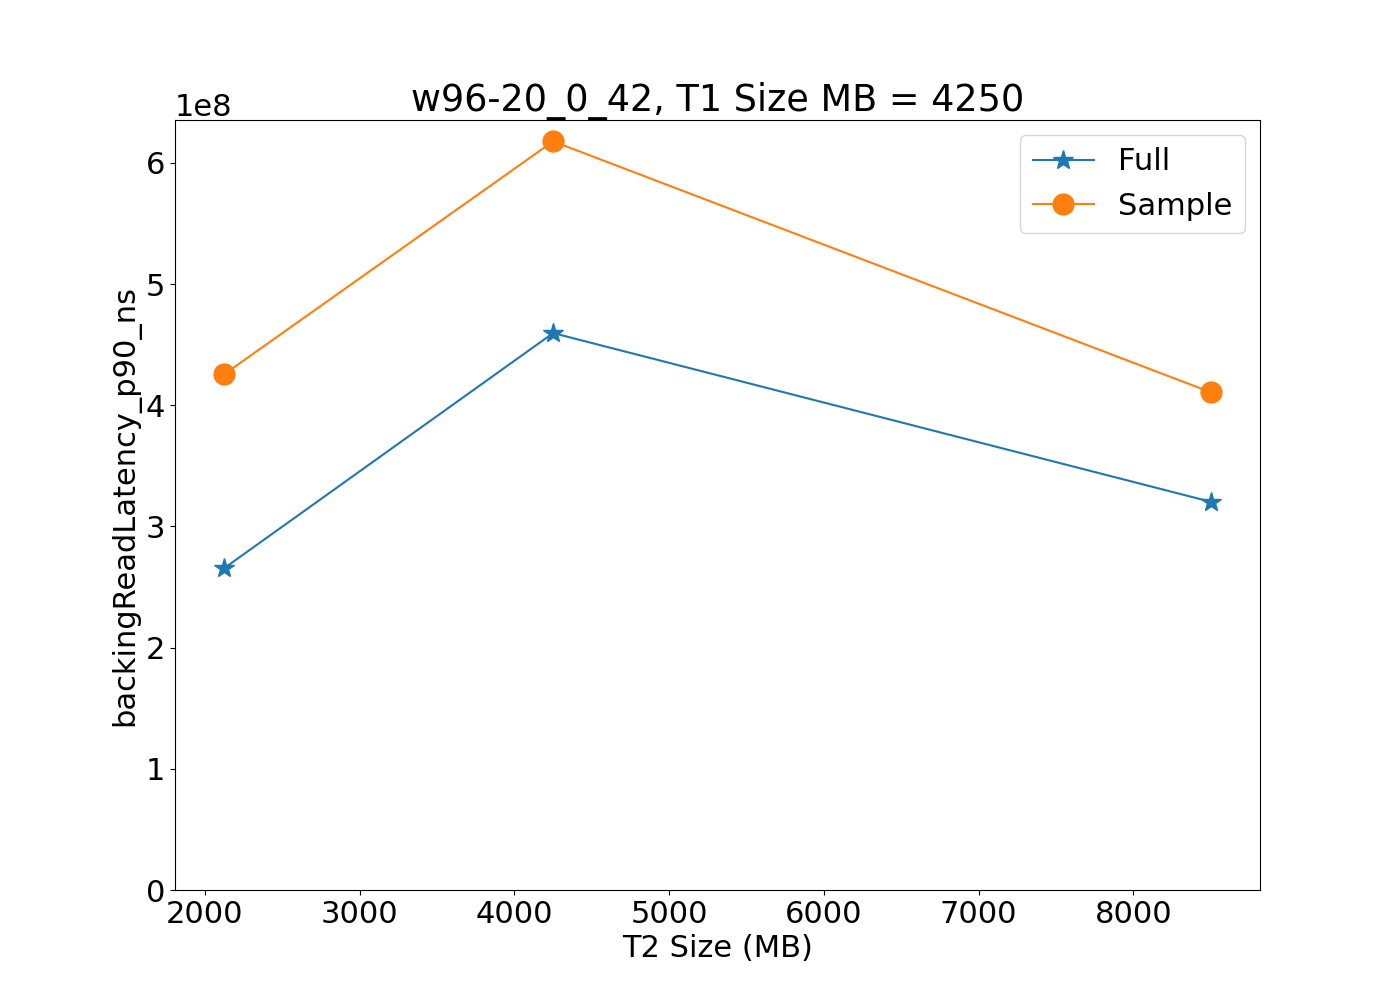 w96-20_0_42, T1 Size MB = 4250
1e8
Full
Sample
6
5
4
3
2
1
0
backingReadLatency_p90_ns
2000 3000 4000 5000 6000 7000 8000
T2 Size (MB)